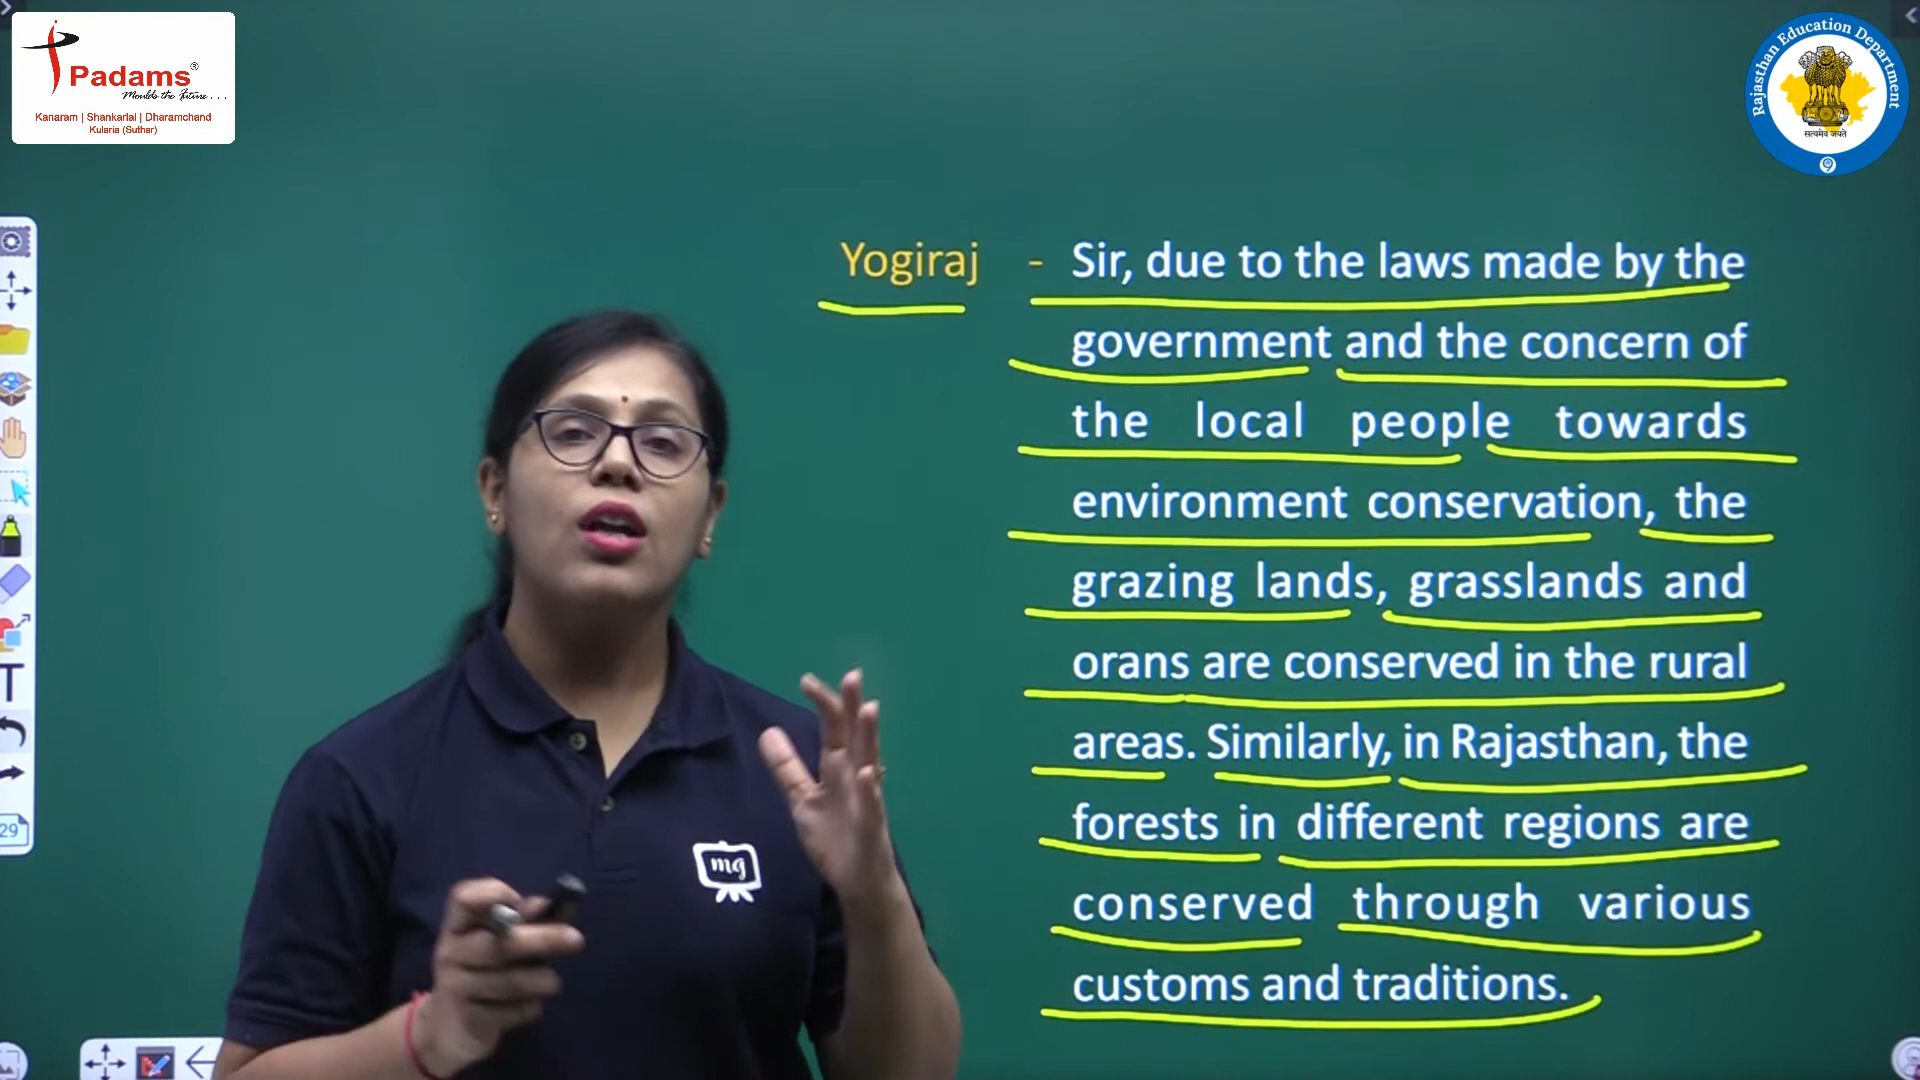 Padams®
Moulds the Future...
Kanaram | Shankarlal | Dharamchand
Kularia (Suthar)
Rajasthan Education Department
सत्यमेव जयते
Yogiraj - Sir, due to the laws made by the
government and the concern of
the local people towards
environment conservation, the
grazing lands, grasslands and
orans are conserved in the rural
areas. Similarly, in Rajasthan, the
forests in different regions are
conserved through various
customs and traditions.
mg
T
29